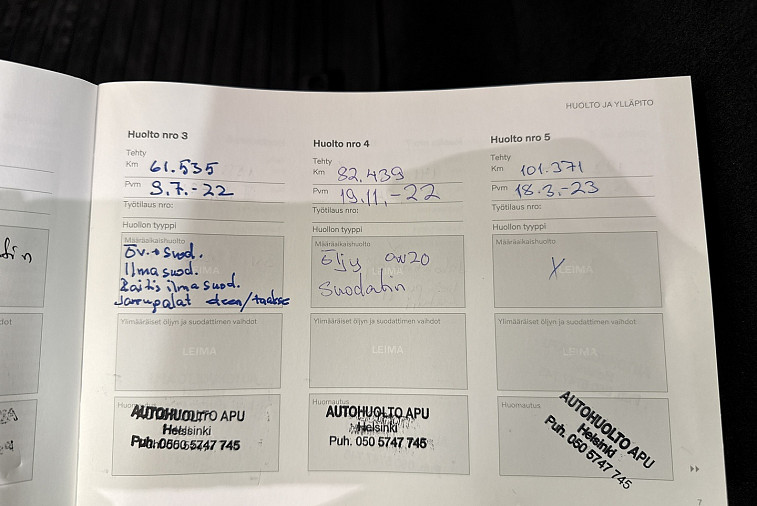 HUOLTO JA YLLÄPITO
Huolto nro 3
Tehty
Km 61.535
Pvm 9.7.-22
Työtilaus nro:
Huollon tyyppi
Määräaikaishuolto
Öv.+Suod.
Ilmasuod.
Raitis ilmasuod.
Jarrupalat eteen/taakse
Ylimääräiset öljyn ja suodattimen vaihdot
LEIMA
AUTOHUOLTO APU
Helsinki
Puh. 050 5747 745
Huolto nro 4
Tehty
Km 82.439
Pvm 19.11.-22
Työtilaus nro:
Huollon tyyppi
Määräaikaishuolto
Öljy 0w20
Suodatin
Ylimääräiset öljyn ja suodattimen vaihdot
LEIMA
Huomautus
AUTOHUOLTO APU
Helsinki
Puh. 050 5747 745
Huolto nro 5
Tehty
Km 101.371
Pvm 18.3.-23
Työtilaus nro:
Huollon tyyppi
Määräaikaishuolto
X LEIMA
Ylimääräiset öljyn ja suodattimen vaihdot
LEIMA
Huomautus
AUTOHUOLTO APU
Helsinki
Puh. 050 5747 745
7